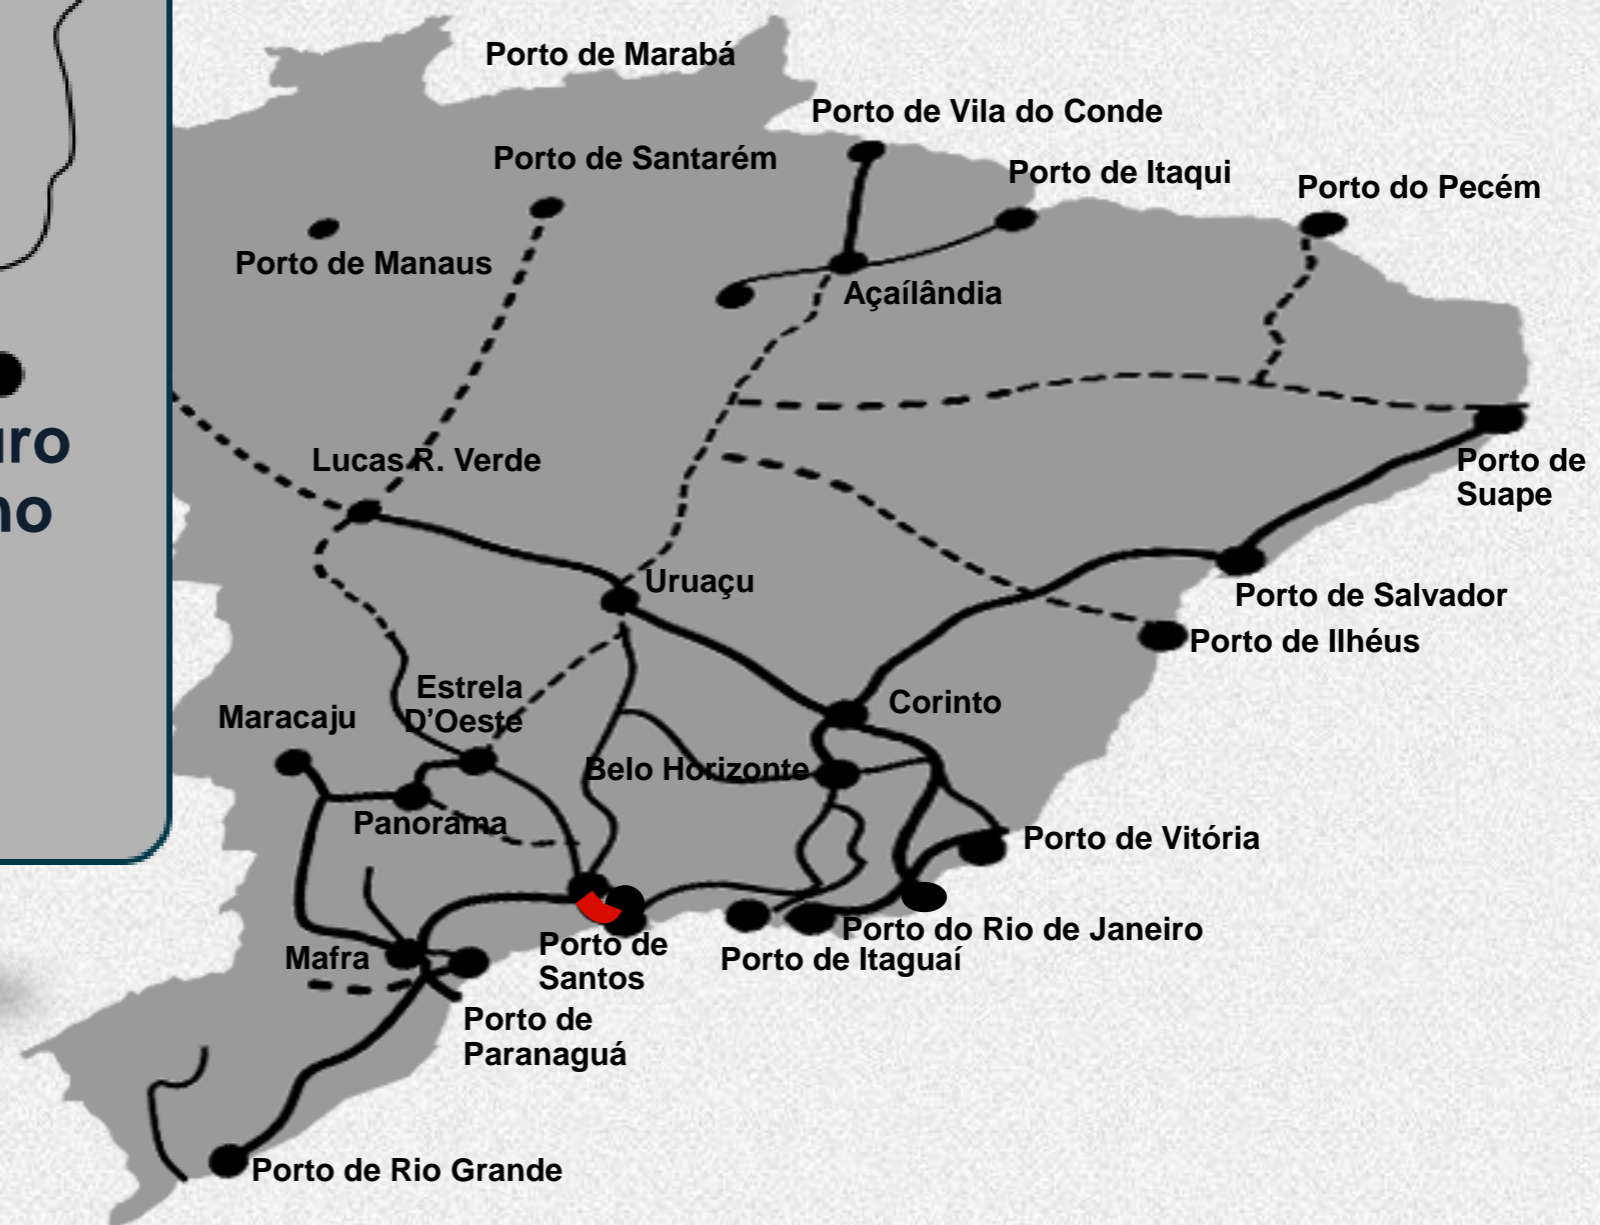 Porto de Marabá
Porto de Vila do Conde
Porto de Santarém
Porto de Itaqui
Porto do Pecém
Porto de Manaus
Açaílândia
Lucas R. Verde
Porto de
Suape
Uruaçu
Porto de Salvador
Porto de Ilhéus
Estrela
D’Oeste
Maracaju
Corinto
Belo Horizonte
Panorama
Porto de Vitória
Porto do Rio de Janeiro
Porto de Itaguaí
Porto de
Santos
Mafra
Porto de
Paranaguá
Porto de Rio Grande